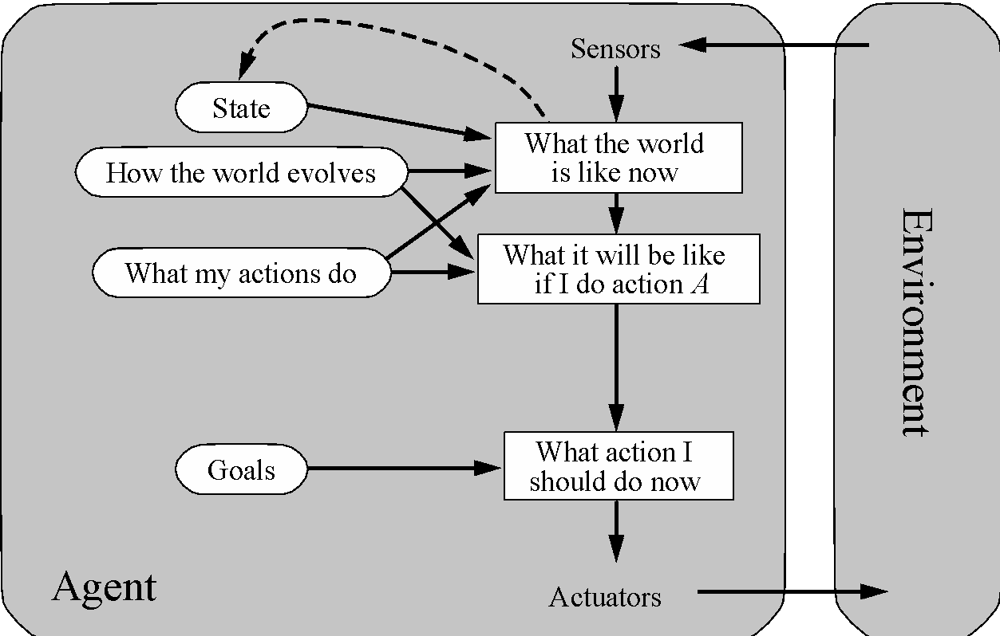 Sensors
State
What the world
is like now
How the world evolves
What it will be like
if I do action A
What my actions do
Goals
What action I
should do now
Agent
Actuators
Environment